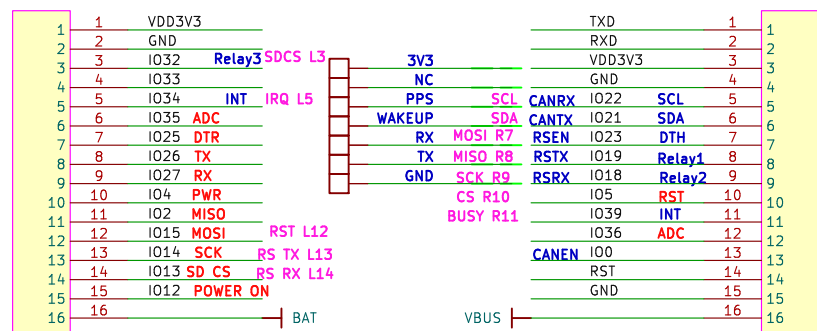 1 1 VDD3V3 TXD 1 1
2 2 GND RXD 2 2
3 3 IO32 Relay3 SDCS L3 3V3 VDD3V3 3 3
4 4 IO33 NC GND 4 4
5 5 IO34 INT IRQ L5 PPS SCL CANRX IO22 SCL 5 5
6 6 IO35 ADC WAKEUP SDA CANTX IO21 SDA 6 6
7 7 IO25 DTR RX MOSI R7 RSEN IO23 DTH 7 7
8 8 IO26 TX TX MISO R8 RSTX IO19 Relay1 8 8
9 9 IO27 RX GND SCK R9 RSRX IO18 Relay2 9 9
10 10 IO4 PWR CS R10 IO5 RST 10 10
11 11 IO2 MISO BUSY R11 IO39 INT 11 11
12 12 IO15 MOSI RST L12 IO36 ADC 12 12
13 13 IO14 SCK RS TX L13 CANEN IO0 13 13
14 14 IO13 SD CS RS RX L14 RST 14 14
15 15 IO12 POWER ON GND 15 15
16 16 BAT VBUS 16 16